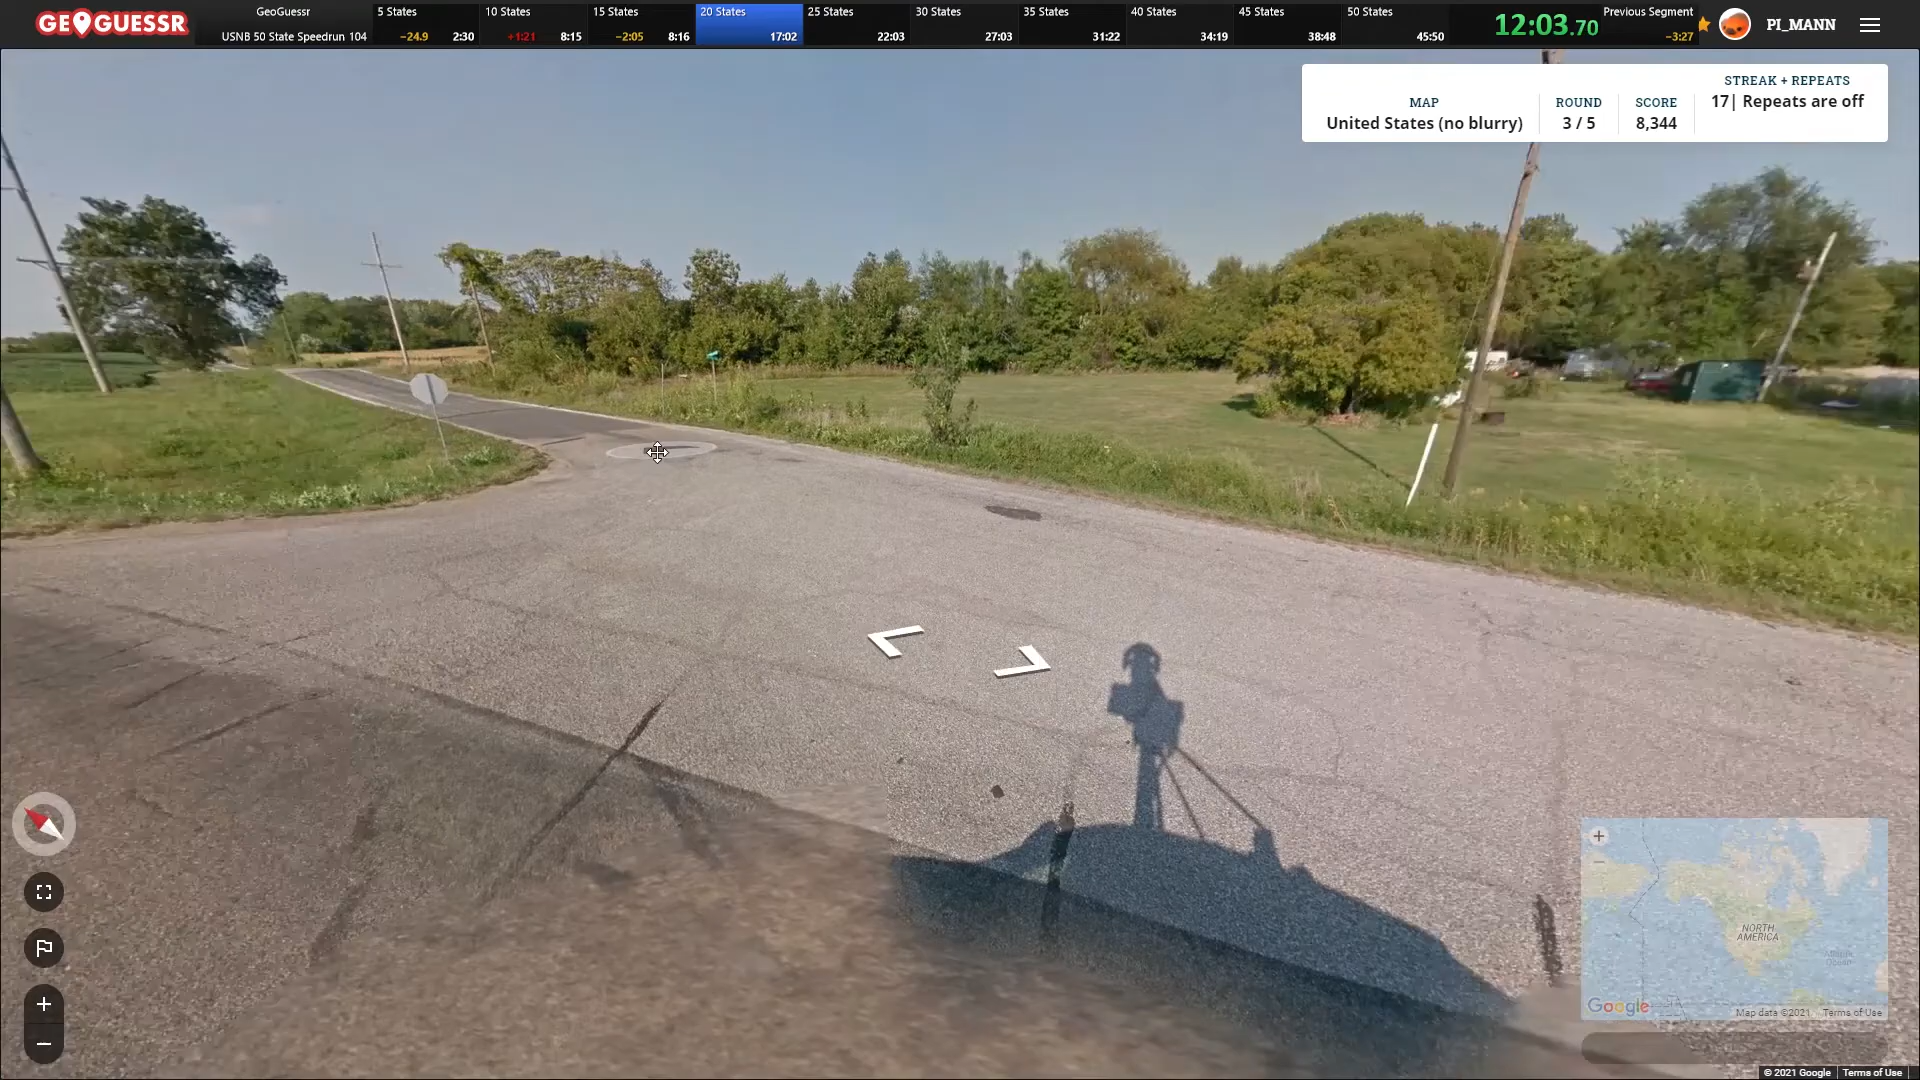 GEOGUESSR
GeoGuessr
USNB 50 State Speedrun 104
5 States
−24.9 2:30
10 States
+1:21 8:15
15 States
−2:05 8:16
20 States
17:02
25 States
22:03
30 States
27:03
35 States
31:22
40 States
34:19
45 States
38:48
50 States
45:50
12:03.70
Previous Segment
−3:27
PI_MANN
MAP
United States (no blurry)
ROUND
3 / 5
SCORE
8,344
STREAK + REPEATS
17| Repeats are off
NORTH
AMERICA
Atlantic
Ocean
Google
Map data ©2021 Terms of Use
© 2021 Google Terms of Use